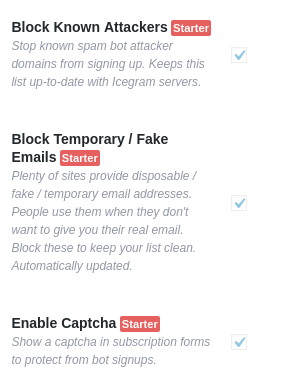 Block Known Attackers Starter
Stop known spam bot attacker
domains from signing up. Keeps this
list up-to-date with Icegram servers.
Block Temporary / Fake
Emails Starter
Plenty of sites provide disposable /
fake / temporary email addresses.
People use them when they don't
want to give you their real email.
Block these to keep your list clean.
Automatically updated.
Enable Captcha Starter
Show a captcha in subscription forms
to protect from bot signups.